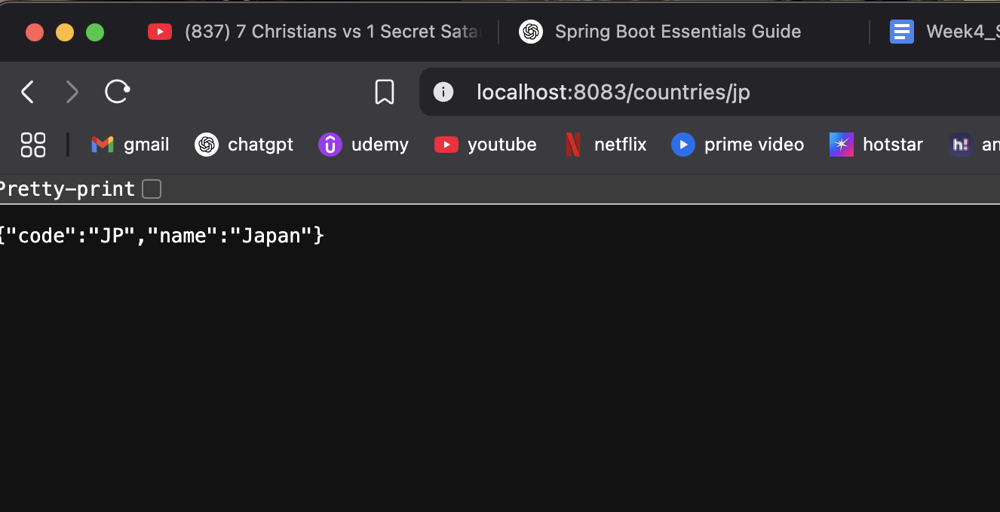 (837) 7 Christians vs 1 Secret Sata Spring Boot Essentials Guide Week4_S
localhost:8083/countries/jp
gmail chatgpt udemy youtube netflix prime video hotstar h! an
Pretty-print
{"code":"JP","name":"Japan"}